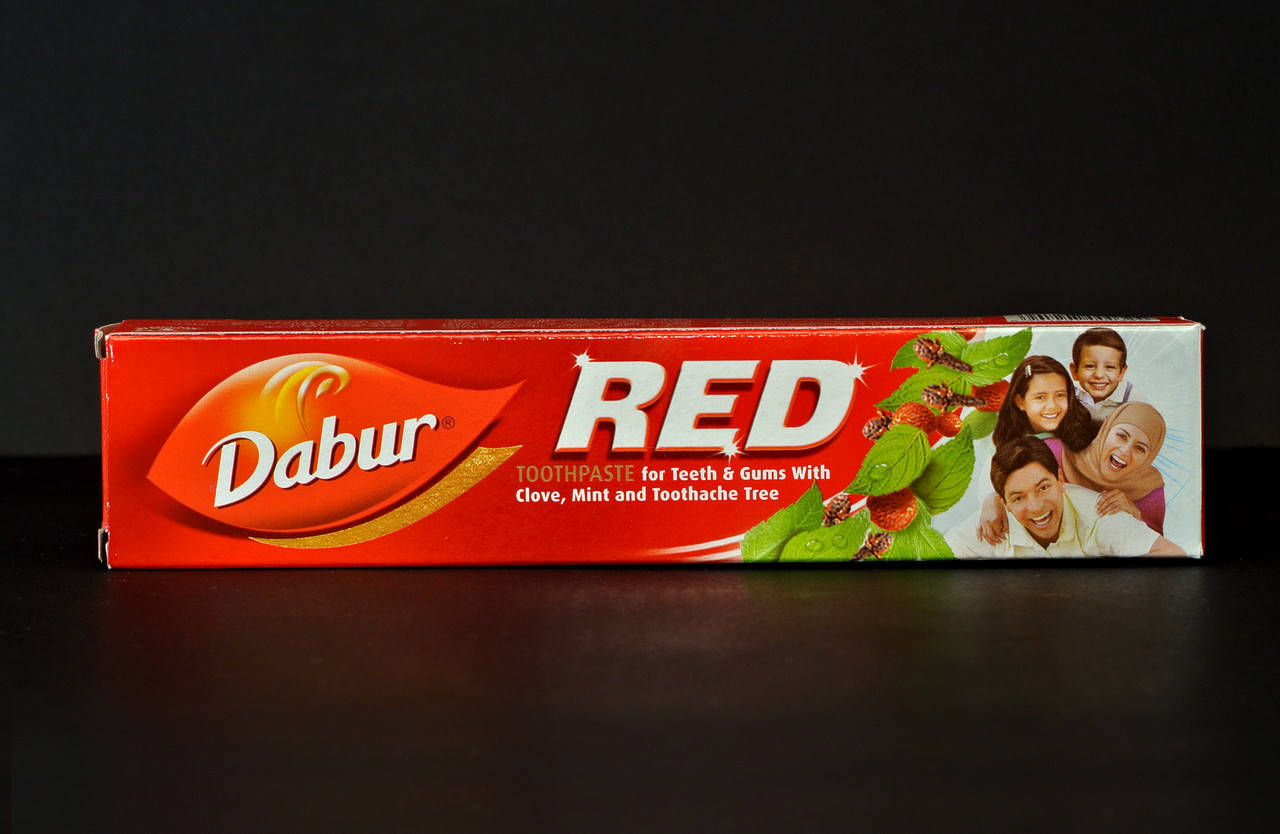 Dabur®
RED
TOOTHPASTE for Teeth & Gums With
Clove, Mint and Toothache Tree